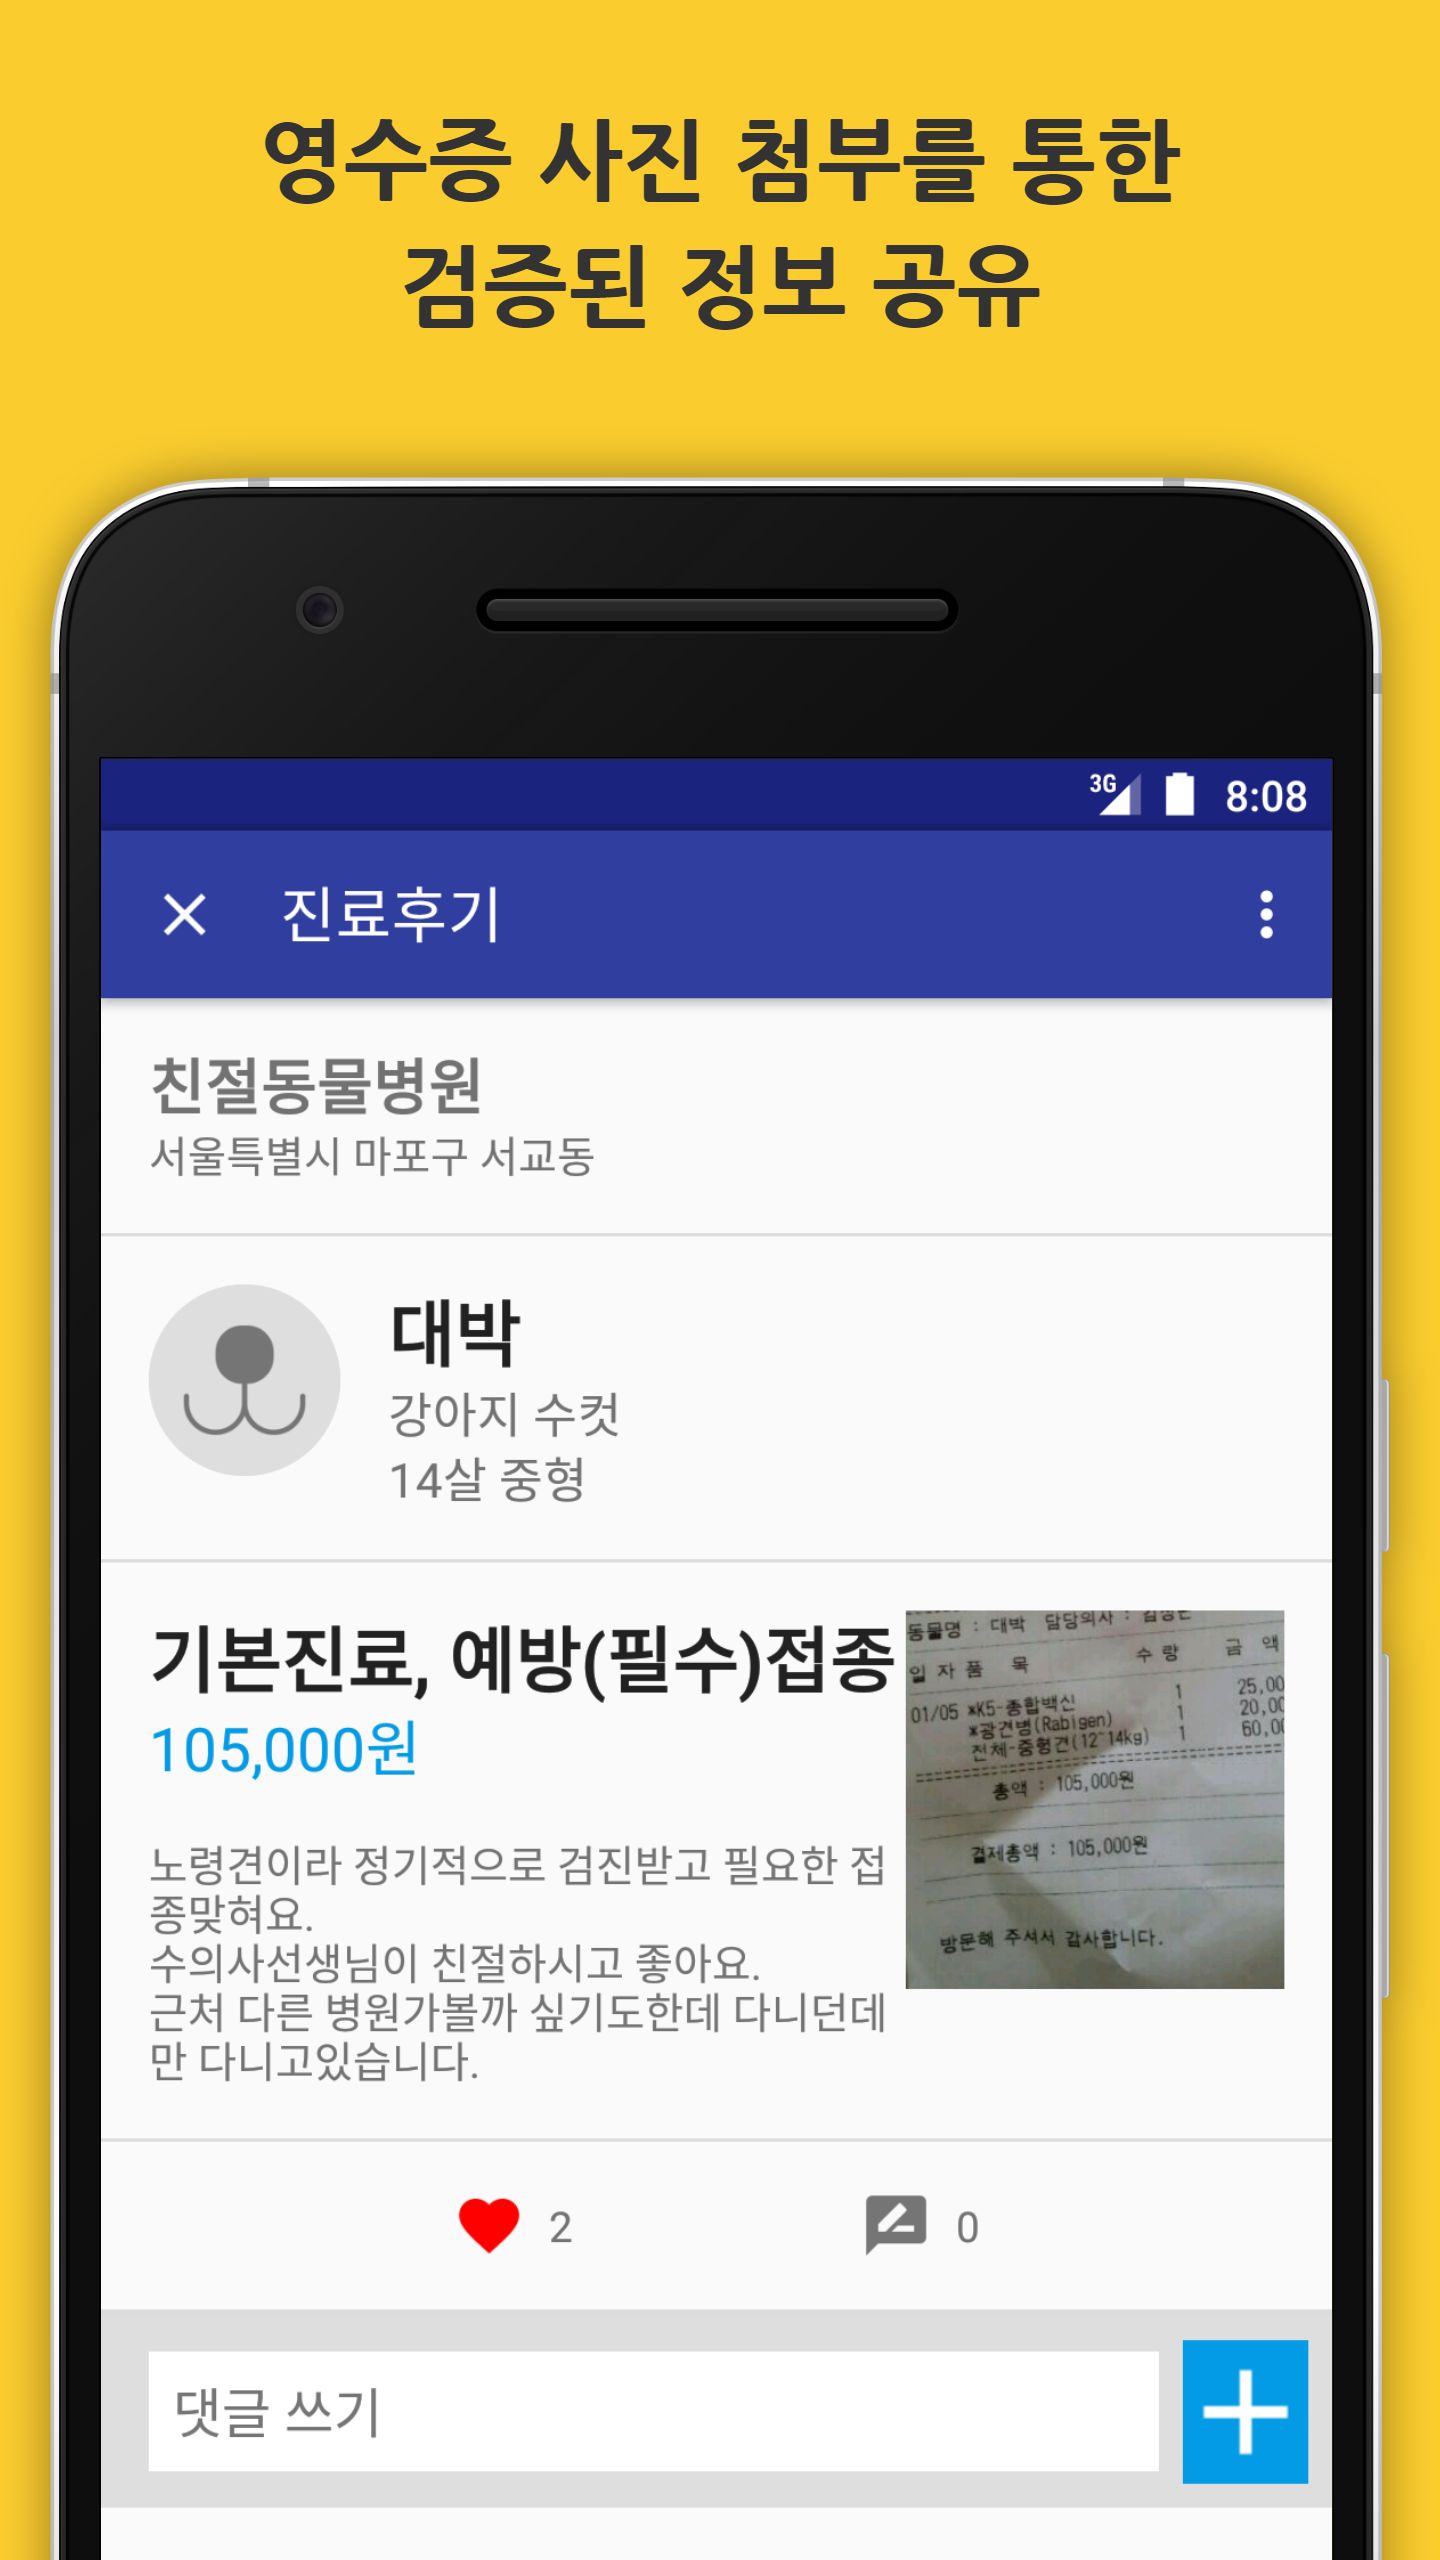 영수증 사진 첨부를 통한
검증된 정보 공유
3G 8:08
진료후기
친절동물병원
서울특별시 마포구 서교동
대박
강아지 수컷
14살 중형
기본진료, 예방(필수)접종
105,000원
노령견이라 정기적으로 검진받고 필요한 접
종맞혀요.
수의사선생님이 친절하시고 좋아요.
근처 다른 병원가볼까 싶기도한데 다니던데
만 다니고있습니다.
동물명 : 대박 담당의사 :
일 자 품 목 수 량 금 액
01/05 *K5-종합백신 1 25,00
*광견병(Rabigen) 1 20,00
전체-중형견(12~14kg) 1 60,00
총액 : 105,000원
결제총액 : 105,000원
방문해 주셔서 감사합니다.
2 0
댓글 쓰기